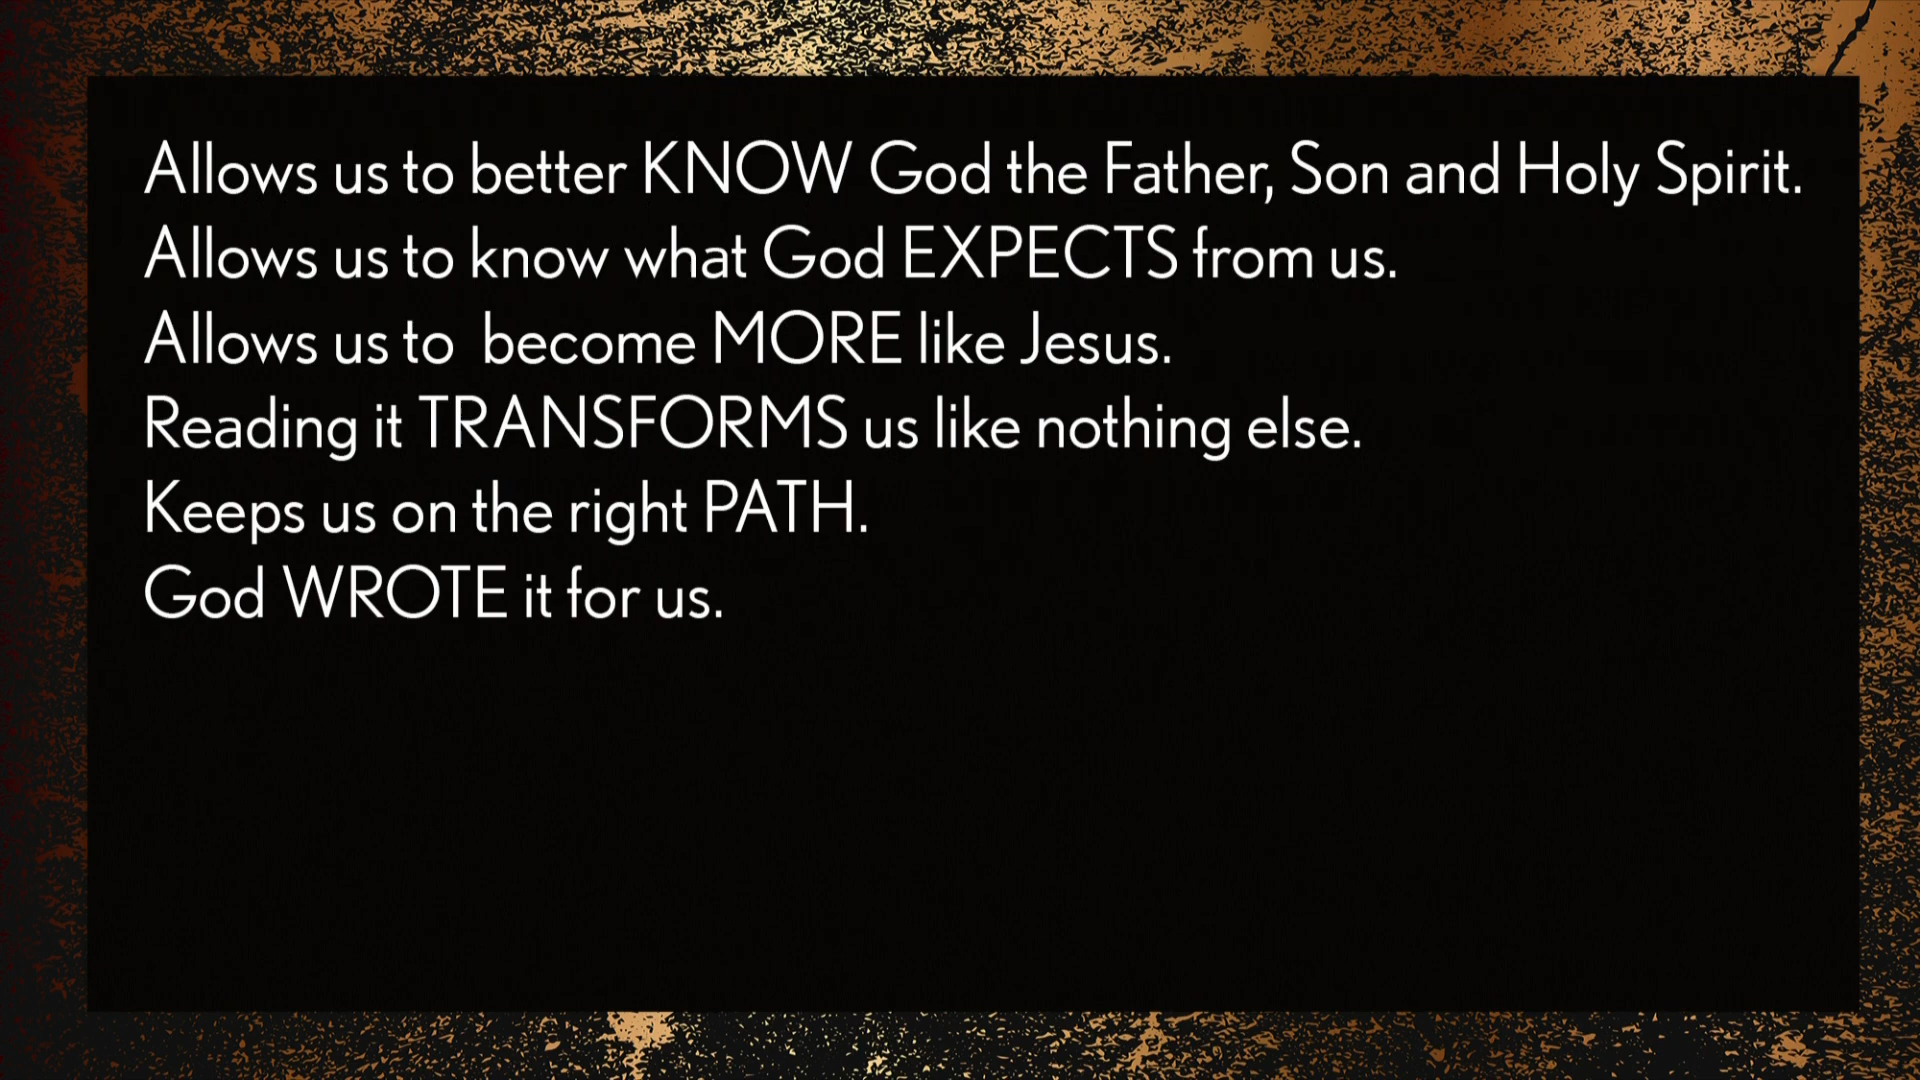 Allows us to better KNOW God the Father, Son and Holy Spirit.
Allows us to know what God EXPECTS from us.
Allows us to  become MORE like Jesus.
Reading it TRANSFORMS us like nothing else.
Keeps us on the right PATH.
God WROTE it for us.